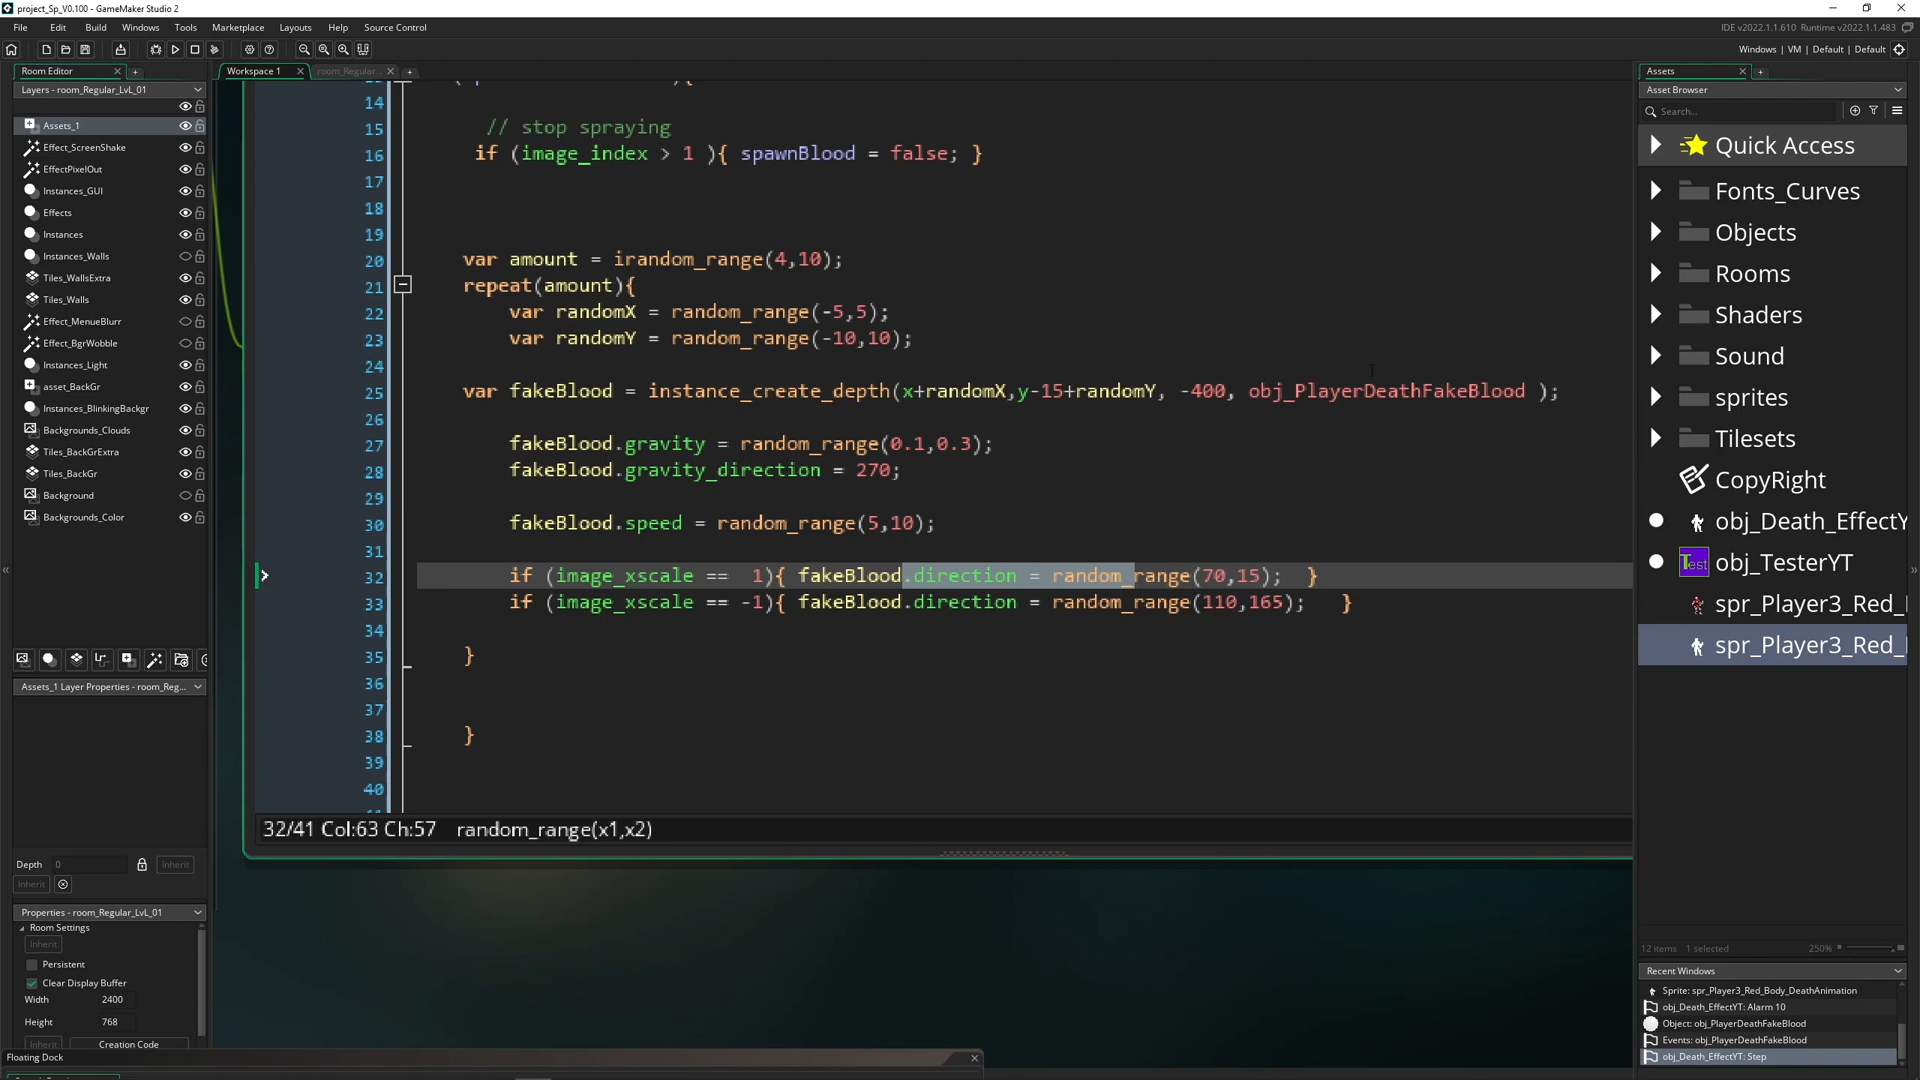 project_Sp_V0.100 - GameMaker Studio 2
File Edit Build Windows Tools Marketplace Layouts Help Source Control
IDE v2022.1.1.610 Runtime v2022.1.1.483
Windows | VM | Default | Default
Room Editor
Workspace 1
room_Regular...
Assets
Layers - room_Regular_LvL_01
Assets_1
Effect_ScreenShake
EffectPixelOut
Instances_GUI
Effects
Instances
Instances_Walls
Tiles_WallsExtra
Tiles_Walls
Effect_MenueBlurr
Effect_BgrWobble
Instances_Light
asset_BackGr
Instances_BlinkingBackgr
Backgrounds_Clouds
Tiles_BackGrExtra
Tiles_BackGr
Background
Backgrounds_Color
Assets_1 Layer Properties - room_Reg...
Depth 0 Inherit
Inherit
Properties - room_Regular_LvL_01
Room Settings
Inherit
Persistent
Clear Display Buffer
Width 2400
Height 768
Inherit Creation Code
Floating Dock
14
15 // stop spraying
16 if (image_index > 1 ){ spawnBlood = false; }
17
18
19
20 var amount = irandom_range(4,10);
21 repeat(amount){
22 var randomX = random_range(-5,5);
23 var randomY = random_range(-10,10);
24
25 var fakeBlood = instance_create_depth(x+randomX,y-15+randomY, -400, obj_PlayerDeathFakeBlood );
26
27 fakeBlood.gravity = random_range(0.1,0.3);
28 fakeBlood.gravity_direction = 270;
29
30 fakeBlood.speed = random_range(5,10);
31
32 if (image_xscale == 1){ fakeBlood.direction = random_range(70,15); }
33 if (image_xscale == -1){ fakeBlood.direction = random_range(110,165); }
34
35 }
36
37
38 }
39
40
32/41 Col:63 Ch:57 random_range(x1,x2)
Asset Browser
Search...
Quick Access
Fonts_Curves
Objects
Rooms
Shaders
Sound
sprites
Tilesets
CopyRight
obj_Death_EffectY
Test obj_TesterYT
spr_Player3_Red_
spr_Player3_Red_
12 items 1 selected 250%
Recent Windows
Sprite: spr_Player3_Red_Body_DeathAnimation
obj_Death_EffectYT: Alarm 10
Object: obj_PlayerDeathFakeBlood
Events: obj_PlayerDeathFakeBlood
obj_Death_EffectYT: Step